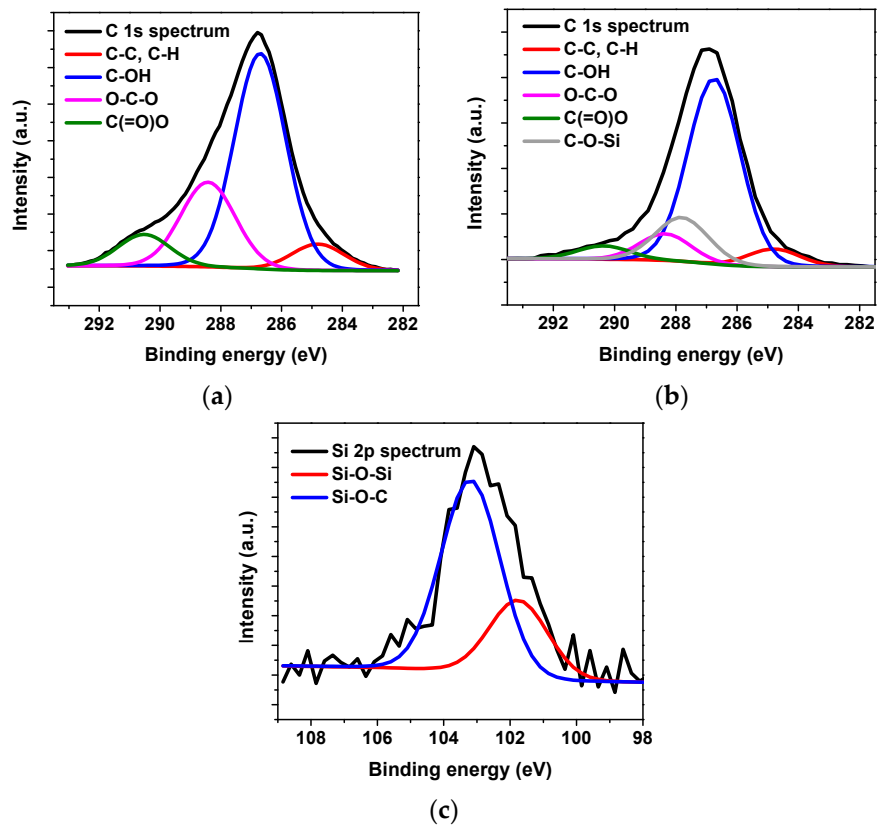 C 1s spectrum
C-C, C-H
C-OH
O-C-O
C(=O)O
Intensity (a.u.)
292 290 288 286 284 282
Binding energy (eV)
(a)
C 1s spectrum
C-C, C-H
C-OH
O-C-O
C(=O)O
C-O-Si
Intensity (a.u.)
292 290 288 286 284 282
Binding energy (eV)
(b)
Si 2p spectrum
Si-O-Si
Si-O-C
Intensity (a.u.)
108 106 104 102 100 98
Binding energy (eV)
(c)